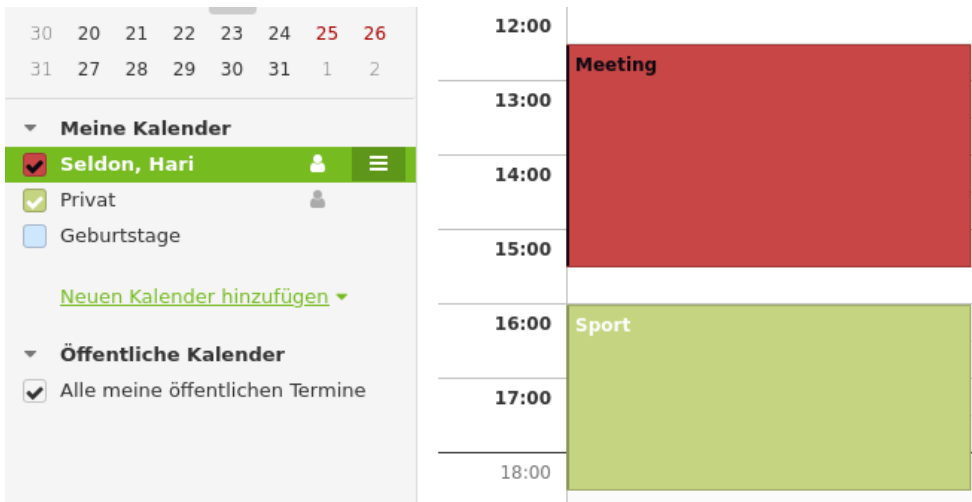 30 20 21 22 23 24 25 26
31 27 28 29 30 31 1 2
Meine Kalender
Seldon, Hari
Privat
Geburtstage
Neuen Kalender hinzufügen
Öffentliche Kalender
Alle meine öffentlichen Termine
12:00
Meeting
13:00
14:00
15:00
16:00
Sport
17:00
18:00